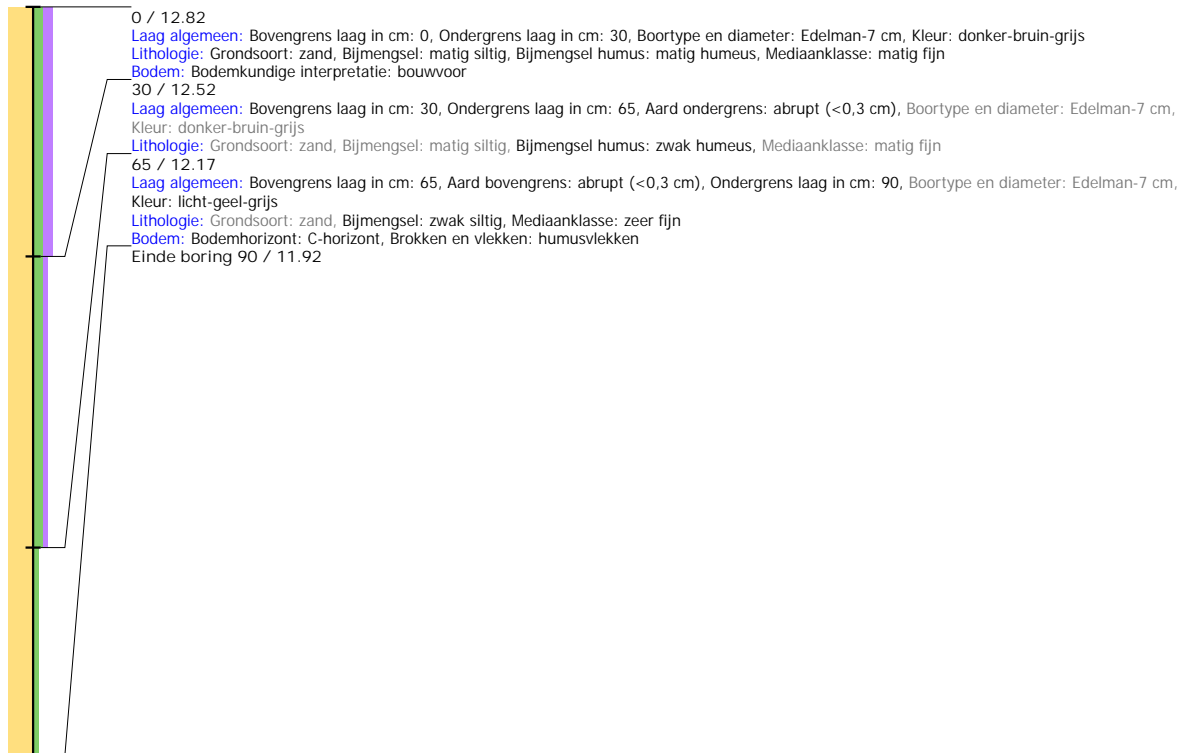 0 / 12.82
Laag algemeen: Bovengrens laag in cm: 0, Ondergrens laag in cm: 30, Boortype en diameter: Edelman-7 cm, Kleur: donker-bruin-grijs
Lithologie: Grondsoort: zand, Bijmengsel: matig siltig, Bijmengsel humus: matig humeus, Mediaanklasse: matig fijn
Bodem: Bodemkundige interpretatie: bouwvoor
30 / 12.52
Laag algemeen: Bovengrens laag in cm: 30, Ondergrens laag in cm: 65, Aard ondergrens: abrupt (<0,3 cm), Boortype en diameter: Edelman-7 cm,
Kleur: donker-bruin-grijs
Lithologie: Grondsoort: zand, Bijmengsel: matig siltig, Bijmengsel humus: zwak humeus, Mediaanklasse: matig fijn
65 / 12.17
Laag algemeen: Bovengrens laag in cm: 65, Aard bovengrens: abrupt (<0,3 cm), Ondergrens laag in cm: 90, Boortype en diameter: Edelman-7 cm,
Kleur: licht-geel-grijs
Lithologie: Grondsoort: zand, Bijmengsel: zwak siltig, Mediaanklasse: zeer fijn
Bodem: Bodemhorizont: C-horizont, Brokken en vlekken: humusvlekken
Einde boring 90 / 11.92